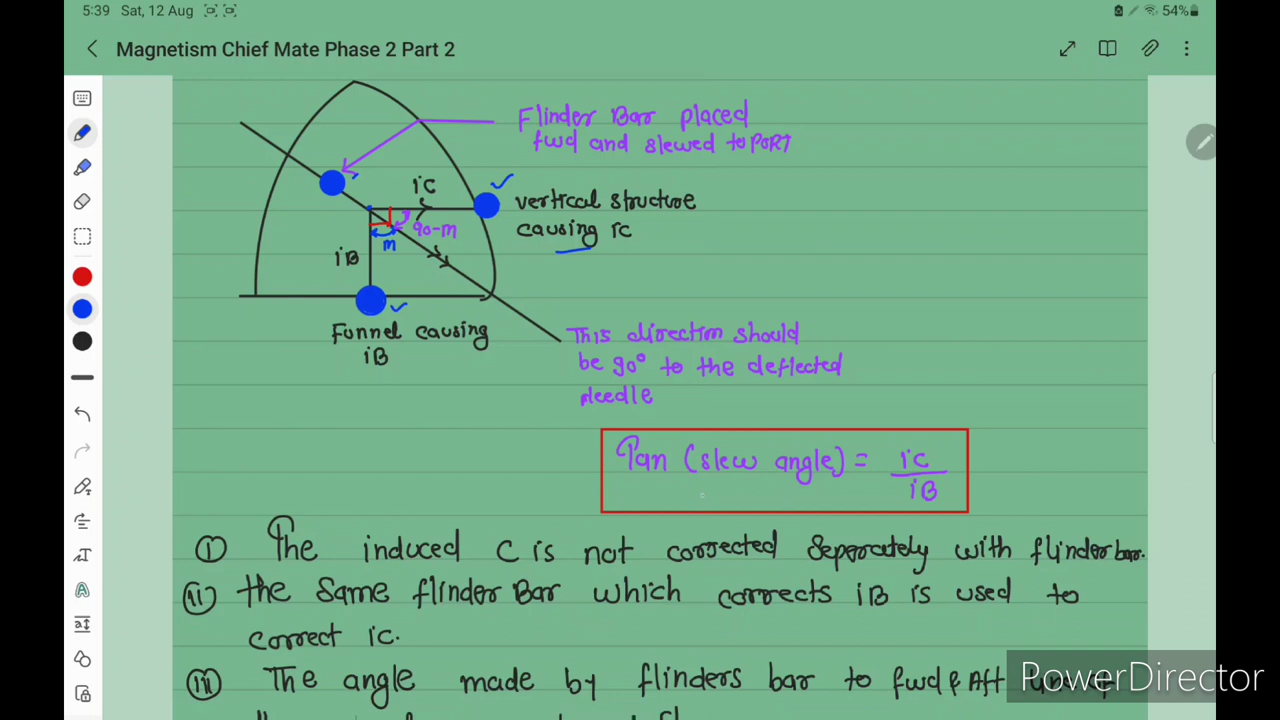 5:39 Sat, 12 Aug
54%
Magnetism Chief Mate Phase 2 Part 2
Flinder Bar placed
fwd and slewed to PORT
ic
vertical structure
causing ic
90-m
m
iB
Funnel causing
iB
This direction should
be 90° to the deflected
needle
Tan (slew angle) = ic
iB
(i) The induced C is not corrected seperately with flinder bar.
(ii) the same flinder Bar which corrects iB is used to
correct ic.
(iii) The angle made by flinders bar to fwd & Aft line of
PowerDirector